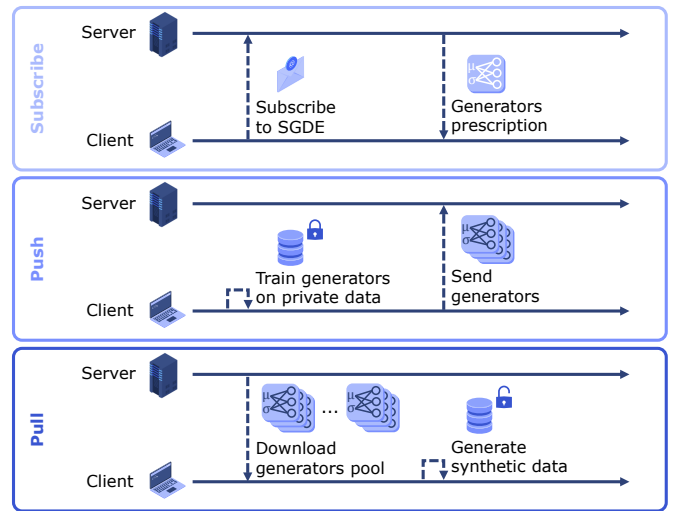 Subscribe
Server
Subscribe
to SGDE
μ
σ
Generators
prescription
Client
Push
Server
Train generators
on private data
μ
σ
Send
generators
Client
Pull
Server
μ
σ
...
μ
σ
Download
generators pool
Generate
synthetic data
Client